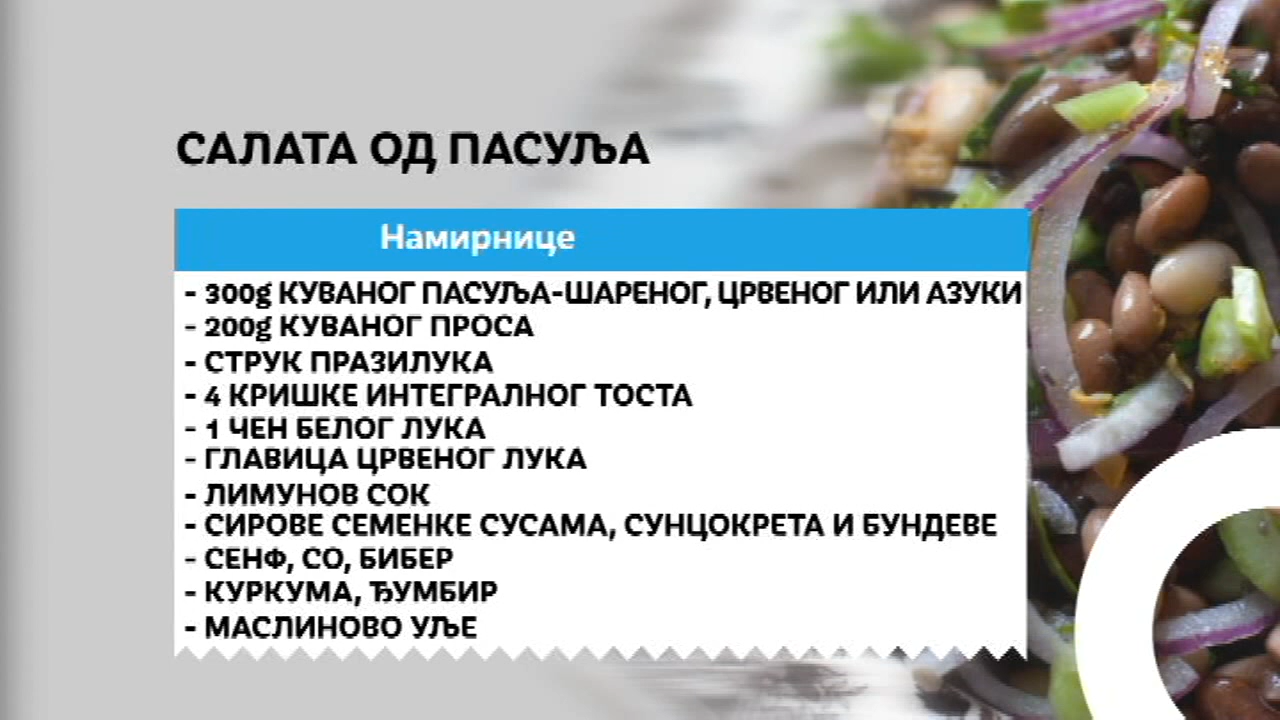 САЛАТА ОД ПАСУЉА
Намирнице
- 300g КУВАНОГ ПАСУЉА-ШАРЕНОГ, ЦРВЕНОГ ИЛИ АЗУКИ
- 200g КУВАНОГ ПРОСА
- СТРУК ПРАЗИЛУКА
- 4 КРИШКЕ ИНТЕГРАЛНОГ ТОСТА
- 1 ЧЕН БЕЛОГ ЛУКА
- ГЛАВИЦА ЦРВЕНОГ ЛУКА
- ЛИМУНОВ СОК
- СИРОВЕ СЕМЕНКЕ СУСАМА, СУНЦОКРЕТА И БУНДЕВЕ
- СЕНФ, СО, БИБЕР
- КУРКУМА, ЂУМБИР
- МАСЛИНОВО УЉЕ